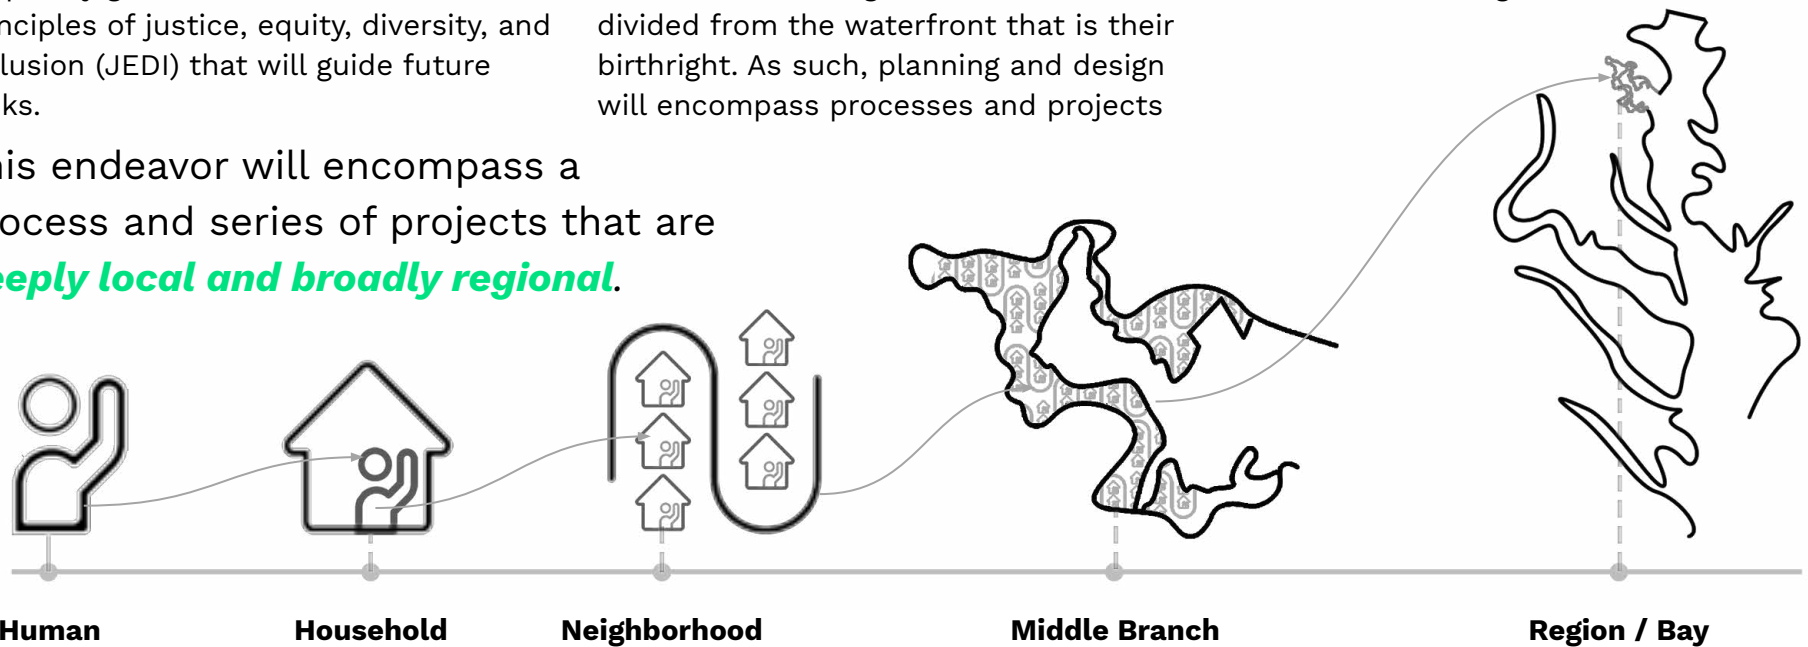 nciples of justice, equity, diversity, and
lusion (JEDI) that will guide future
ks.
divided from the waterfront that is their
birthright. As such, planning and design
will encompass processes and projects
is endeavor will encompass a
ocess and series of projects that are
eeply local and broadly regional.
Human
Household
Neighborhood
Middle Branch
Region / Bay